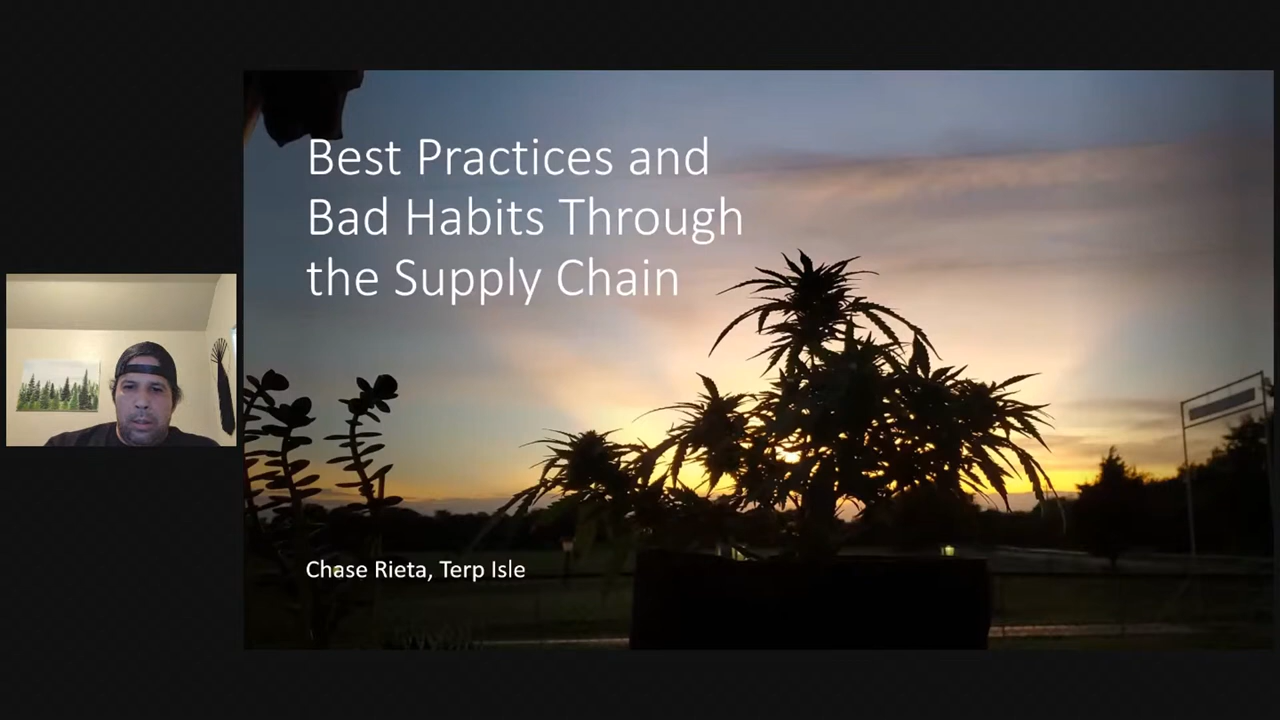 Best Practices and
Bad Habits Through
the Supply Chain
Chase Rieta, Terp Isle